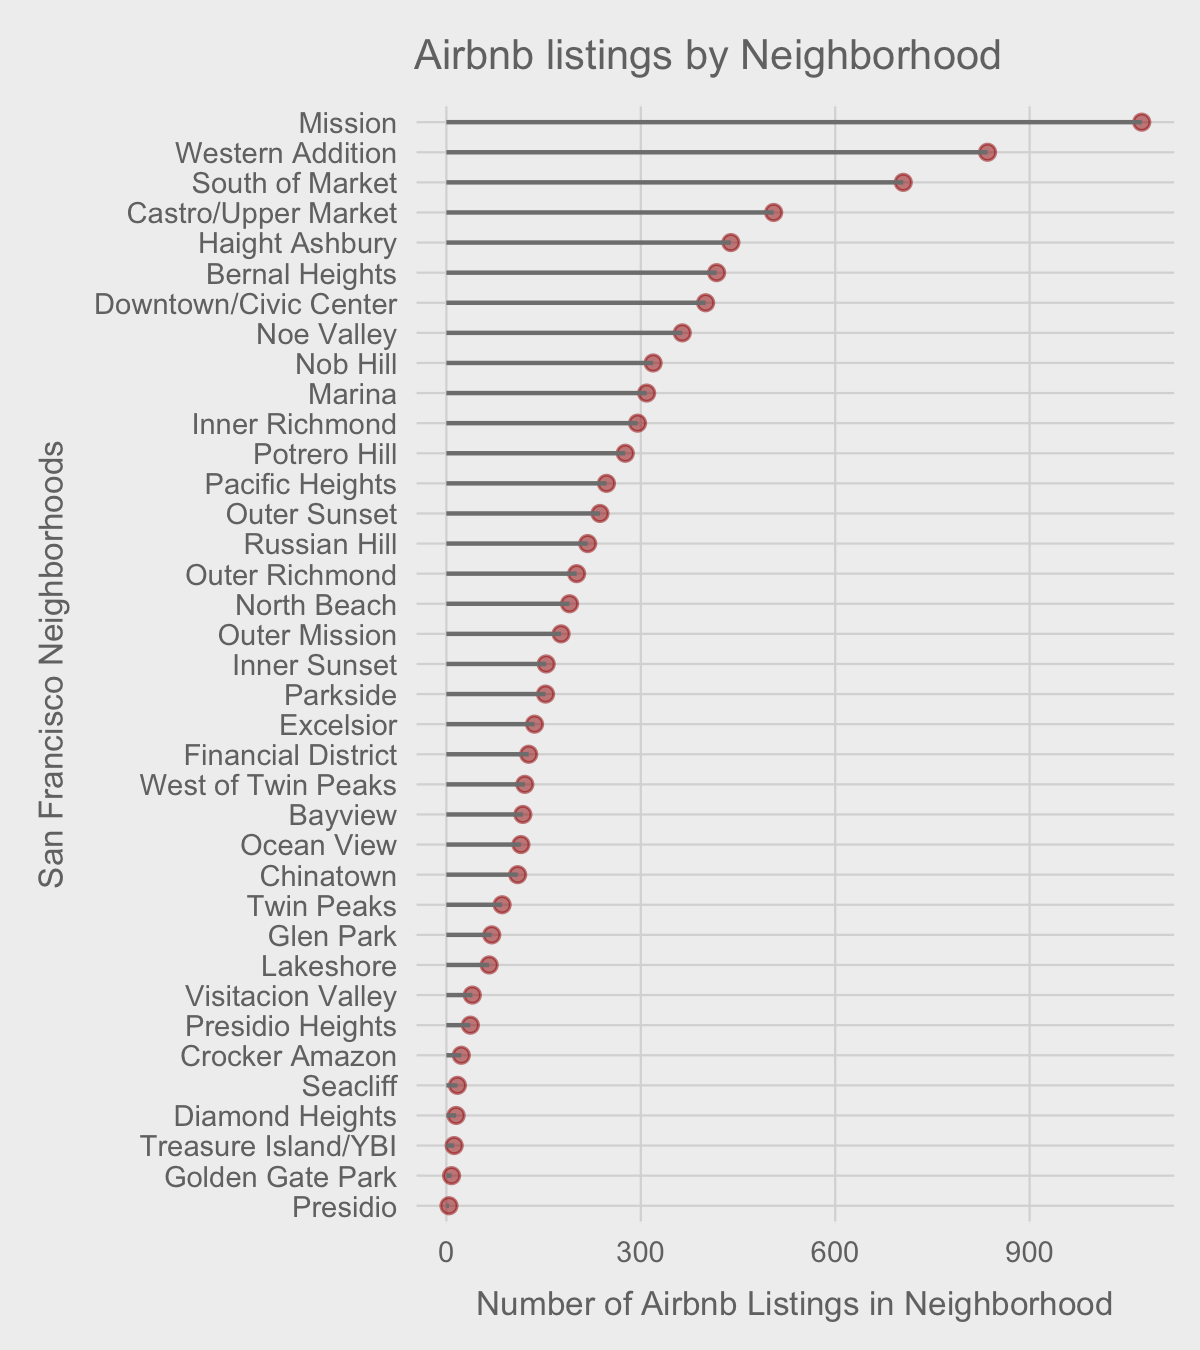 Airbnb listings by Neighborhood
San Francisco Neighborhoods
Mission
Western Addition
South of Market
Castro/Upper Market
Haight Ashbury
Bernal Heights
Downtown/Civic Center
Noe Valley
Nob Hill
Marina
Inner Richmond
Potrero Hill
Pacific Heights
Outer Sunset
Russian Hill
Outer Richmond
North Beach
Outer Mission
Inner Sunset
Parkside
Excelsior
Financial District
West of Twin Peaks
Bayview
Ocean View
Chinatown
Twin Peaks
Glen Park
Lakeshore
Visitacion Valley
Presidio Heights
Crocker Amazon
Seacliff
Diamond Heights
Treasure Island/YBI
Golden Gate Park
Presidio
0 300 600 900
Number of Airbnb Listings in Neighborhood